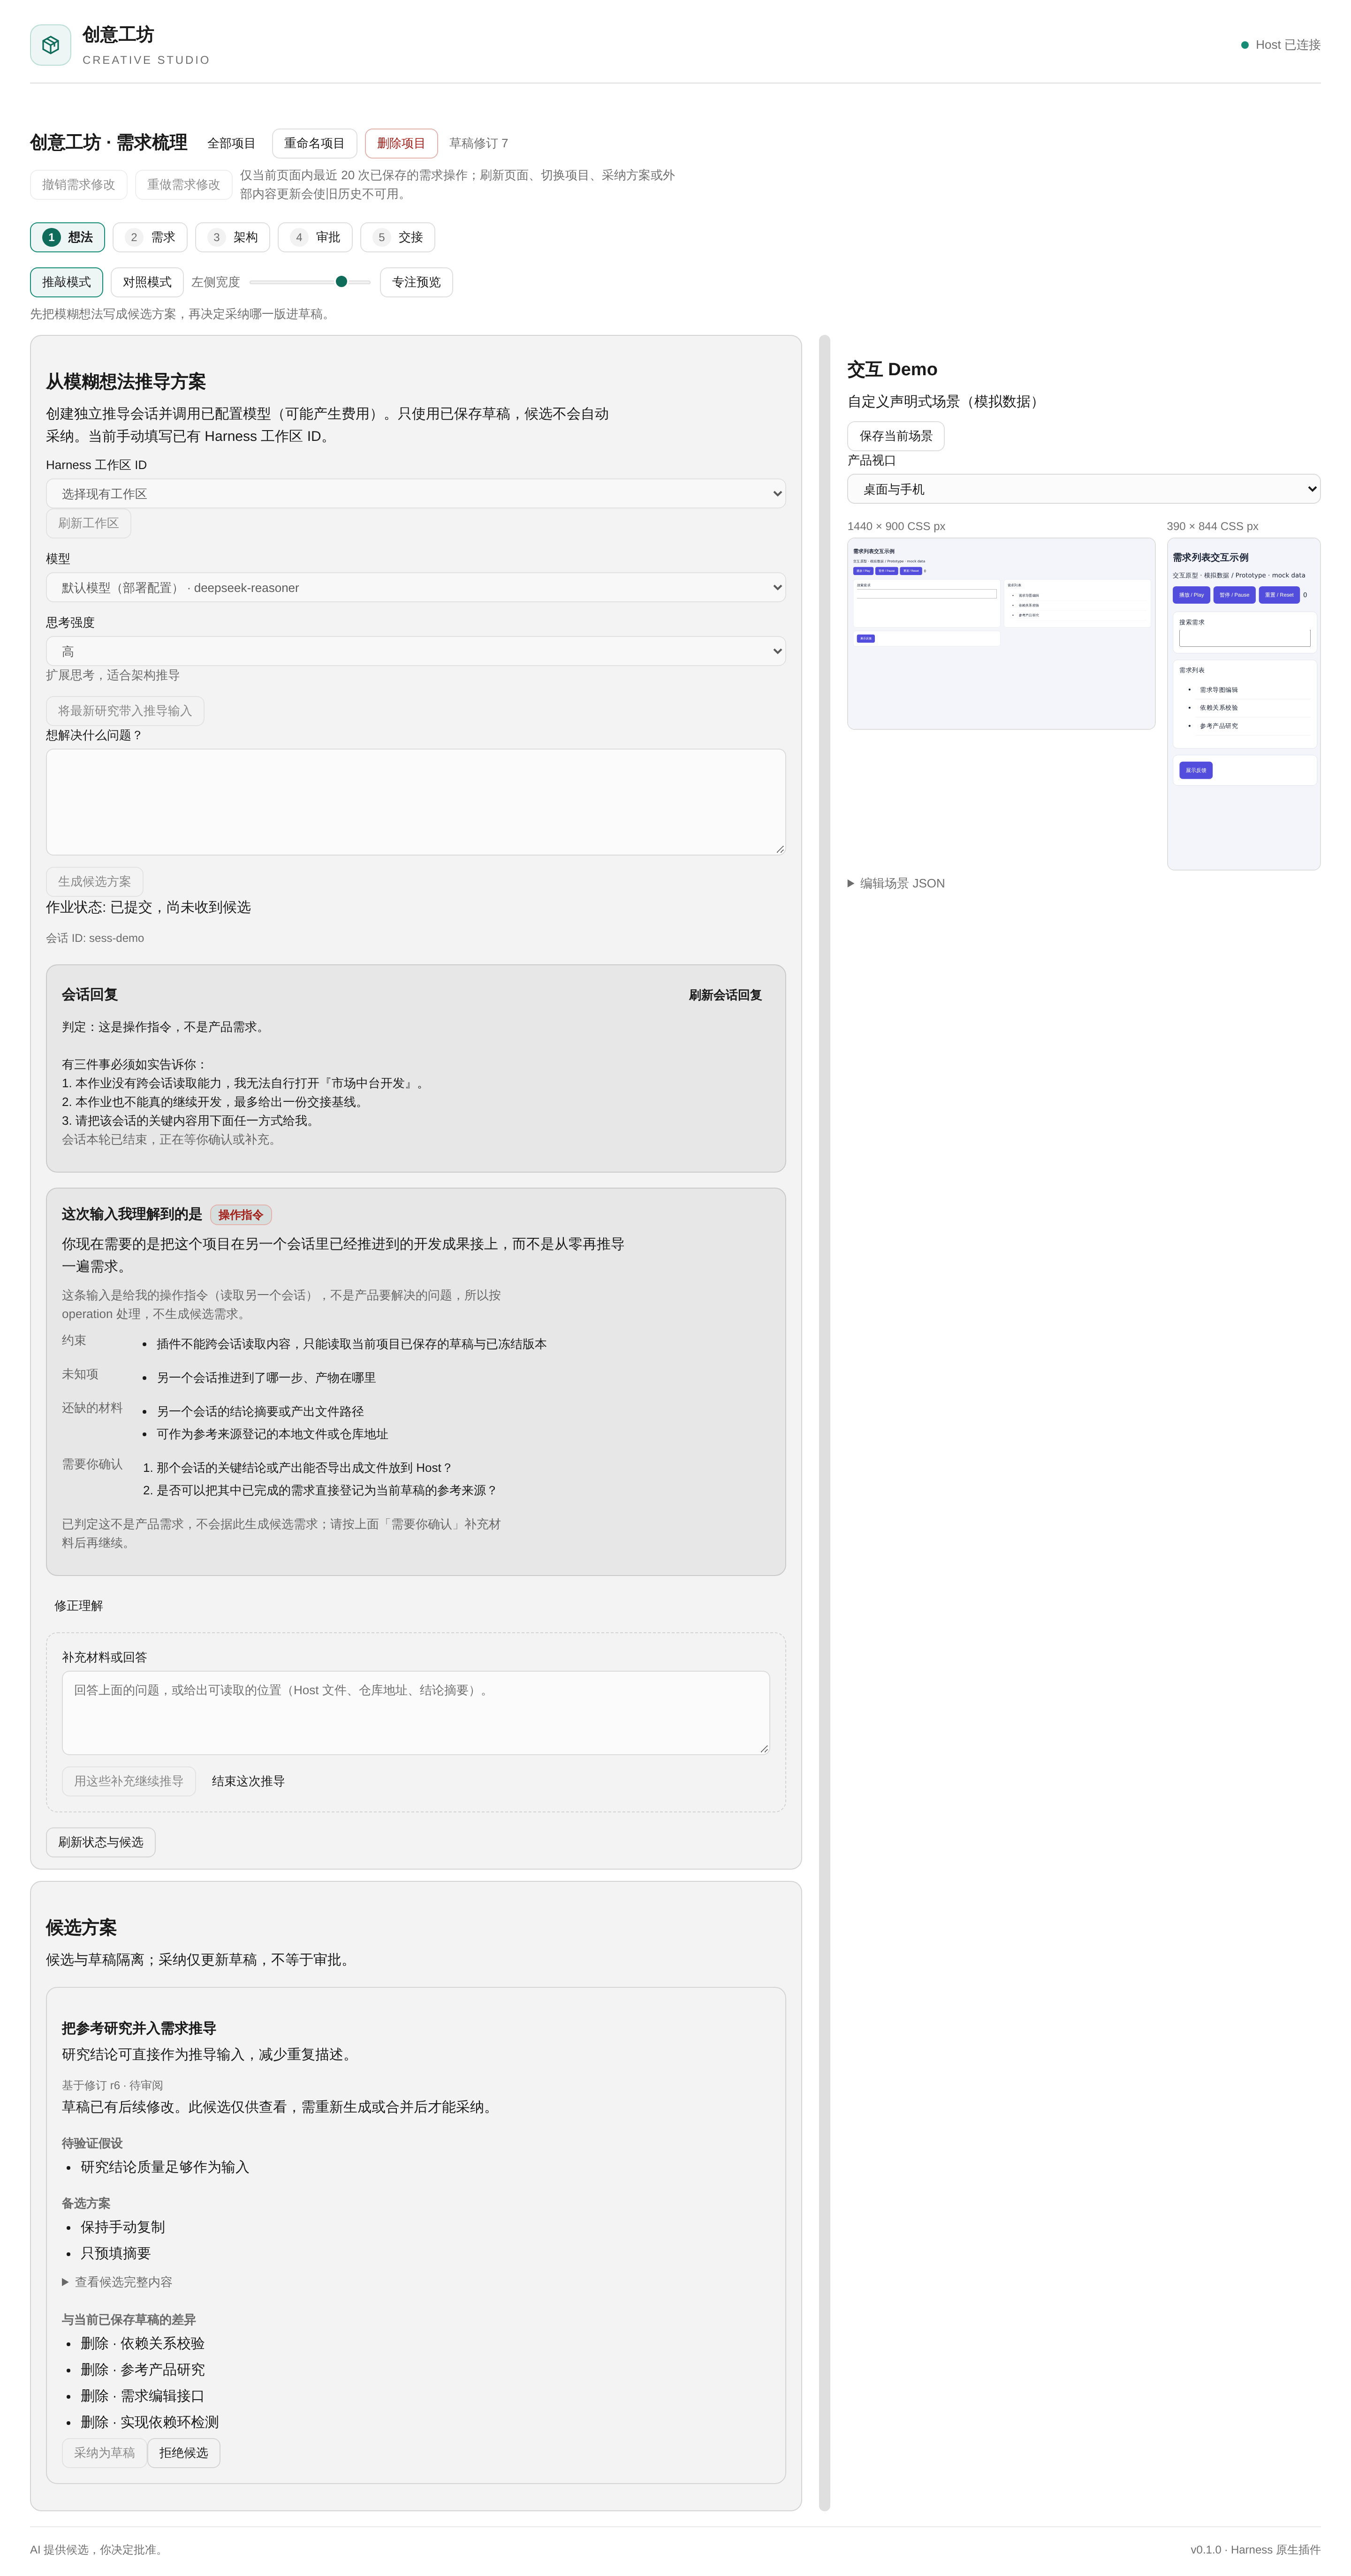 创意工坊
CREATIVE STUDIO
Host 已连接
创意工坊 · 需求梳理
全部项目
重命名项目
删除项目
草稿修订 7
撤销需求修改
重做需求修改
仅当前页面内最近 20 次已保存的需求操作；刷新页面、切换项目、采纳方案或外
部内容更新会使旧历史不可用。
1 想法
2 需求
3 架构
4 审批
5 交接
推敲模式
对照模式
左侧宽度
专注预览
先把模糊想法写成候选方案，再决定采纳哪一版进草稿。
从模糊想法推导方案
创建独立推导会话并调用已配置模型（可能产生费用）。只使用已保存草稿，候选不会自动
采纳。当前手动填写已有 Harness 工作区 ID。
Harness 工作区 ID
选择现有工作区
刷新工作区
模型
默认模型（部署配置） · deepseek-reasoner
思考强度
高
扩展思考，适合架构推导
将最新研究带入推导输入
想解决什么问题？
生成候选方案
作业状态: 已提交，尚未收到候选
会话 ID: sess-demo
会话回复
刷新会话回复
判定：这是操作指令，不是产品需求。
有三件事必须如实告诉你：
1. 本作业没有跨会话读取能力，我无法自行打开『市场中台开发』。
2. 本作业也不能真的继续开发，最多给出一份交接基线。
3. 请把该会话的关键内容用下面任一方式给我。
会话本轮已结束，正在等你确认或补充。
这次输入我理解到的是
操作指令
你现在需要的是把这个项目在另一个会话里已经推进到的开发成果接上，而不是从零再推导
一遍需求。
这条输入是给我的操作指令（读取另一个会话），不是产品要解决的问题，所以按
operation 处理，不生成候选需求。
约束
• 插件不能跨会话读取内容，只能读取当前项目已保存的草稿与已冻结版本
未知项
• 另一个会话推进到了哪一步、产物在哪里
还缺的材料
• 另一个会话的结论摘要或产出文件路径
• 可作为参考来源登记的本地文件或仓库地址
需要你确认
1. 那个会话的关键结论或产出能否导出成文件放到 Host？
2. 是否可以把其中已完成的需求直接登记为当前草稿的参考来源？
已判定这不是产品需求，不会据此生成候选需求；请按上面「需要你确认」补充材
料后再继续。
修正理解
补充材料或回答
回答上面的问题，或给出可读取的位置（Host 文件、仓库地址、结论摘要）。
用这些补充继续推导
结束这次推导
刷新状态与候选
候选方案
候选与草稿隔离；采纳仅更新草稿，不等于审批。
把参考研究并入需求推导
研究结论可直接作为推导输入，减少重复描述。
基于修订 r6 · 待审阅
草稿已有后续修改。此候选仅供查看，需重新生成或合并后才能采纳。
待验证假设
• 研究结论质量足够作为输入
备选方案
• 保持手动复制
• 只预填摘要
▶ 查看候选完整内容
与当前已保存草稿的差异
• 删除 · 依赖关系校验
• 删除 · 参考产品研究
• 删除 · 需求编辑接口
• 删除 · 实现依赖环检测
采纳为草稿
拒绝候选
交互 Demo
自定义声明式场景（模拟数据）
保存当前场景
产品视口
桌面与手机
1440 × 900 CSS px
需求列表交互示例
交互原型 · 模拟数据 / Prototype · mock data
播放 / Play
暂停 / Pause
重置 / Reset
0
搜索需求
需求列表
• 需求导图编辑
• 依赖关系校验
• 参考产品研究
展示反馈
390 × 844 CSS px
需求列表交互示例
交互原型 · 模拟数据 / Prototype · mock data
播放 / Play
暂停 / Pause
重置 / Reset
0
搜索需求
需求列表
• 需求导图编辑
• 依赖关系校验
• 参考产品研究
展示反馈
▶ 编辑场景 JSON
AI 提供候选，你决定批准。
v0.1.0 · Harness 原生插件